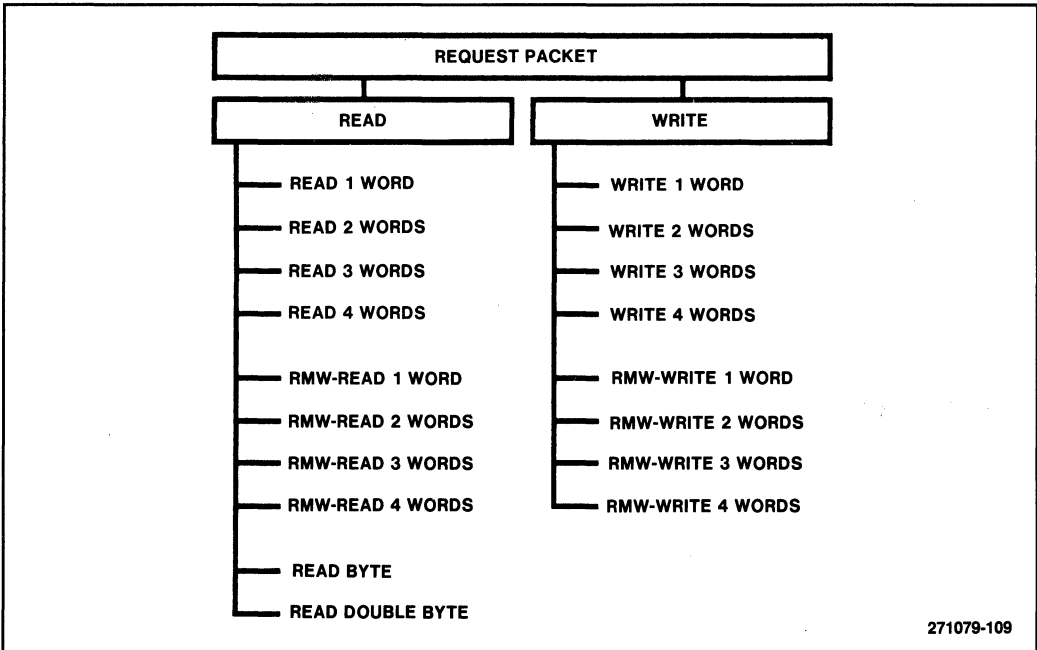 REQUEST PACKET
READ
WRITE
READ 1 WORD
READ 2 WORDS
READ 3 WORDS
READ 4 WORDS
RMW-READ 1 WORD
RMW-READ 2 WORDS
RMW-READ 3 WORDS
RMW-READ 4 WORDS
READ BYTE
READ DOUBLE BYTE
WRITE 1 WORD
WRITE 2 WORDS
WRITE 3 WORDS
WRITE 4 WORDS
RMW-WRITE 1 WORD
RMW-WRITE 2 WORDS
RMW-WRITE 3 WORDS
RMW-WRITE 4 WORDS
271079-109